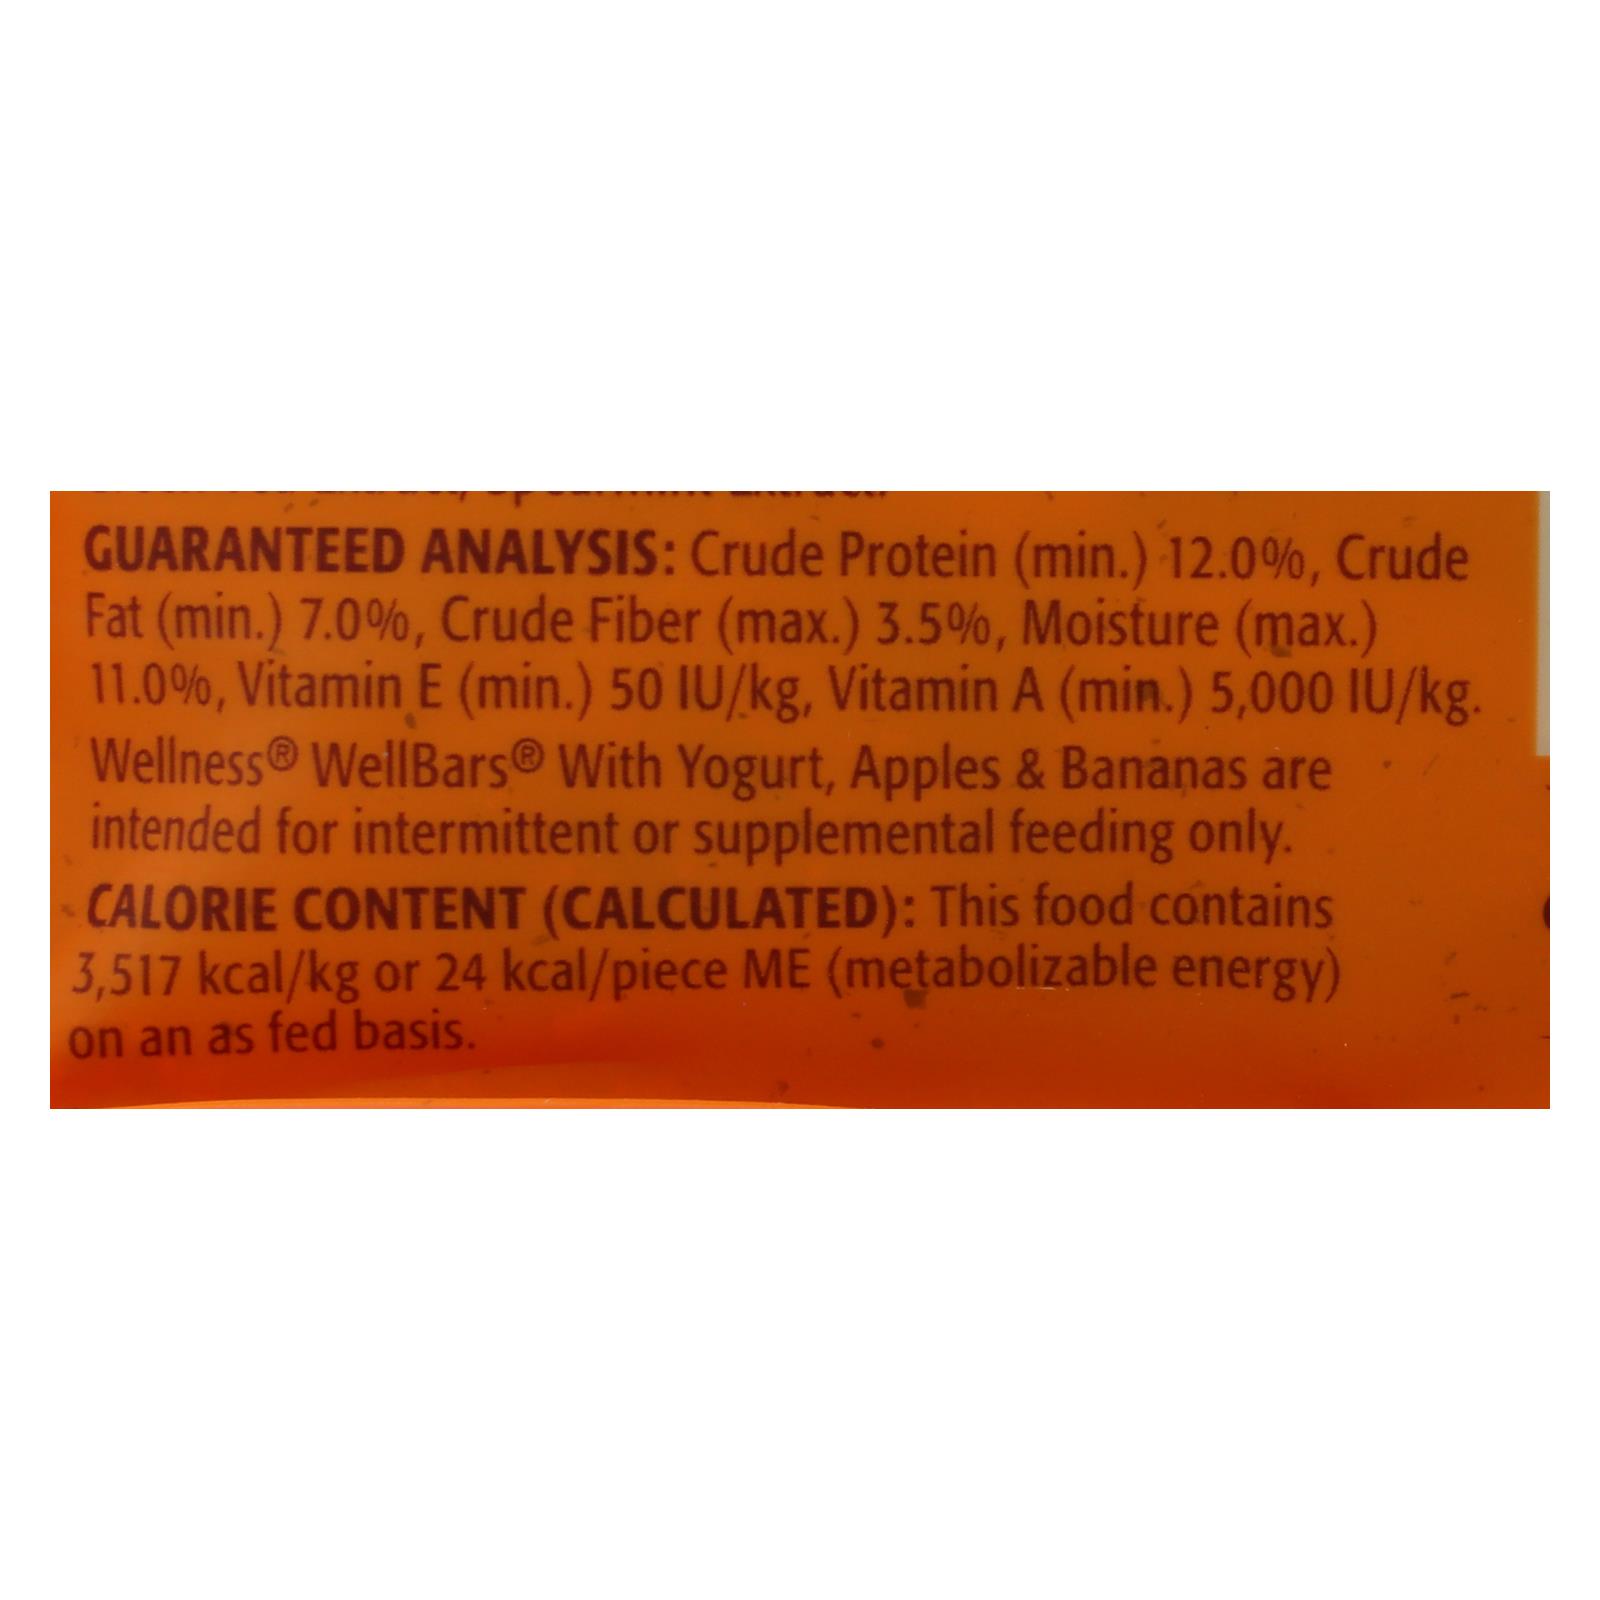 GUARANTEED ANALYSIS: Crude Protein (min.) 12.0%, Crude
Fat (min.) 7.0%, Crude Fiber (max.) 3.5%, Moisture (max.)
11.0%, Vitamin E (min.) 50 IU/kg, Vitamin A (min.) 5,000 IU/kg.
Wellness® WellBars® With Yogurt, Apples & Bananas are
intended for intermittent or supplemental feeding only.
CALORIE CONTENT (CALCULATED): This food contains
3,517 kcal/kg or 24 kcal/piece ME (metabolizable energy)
on an as fed basis.